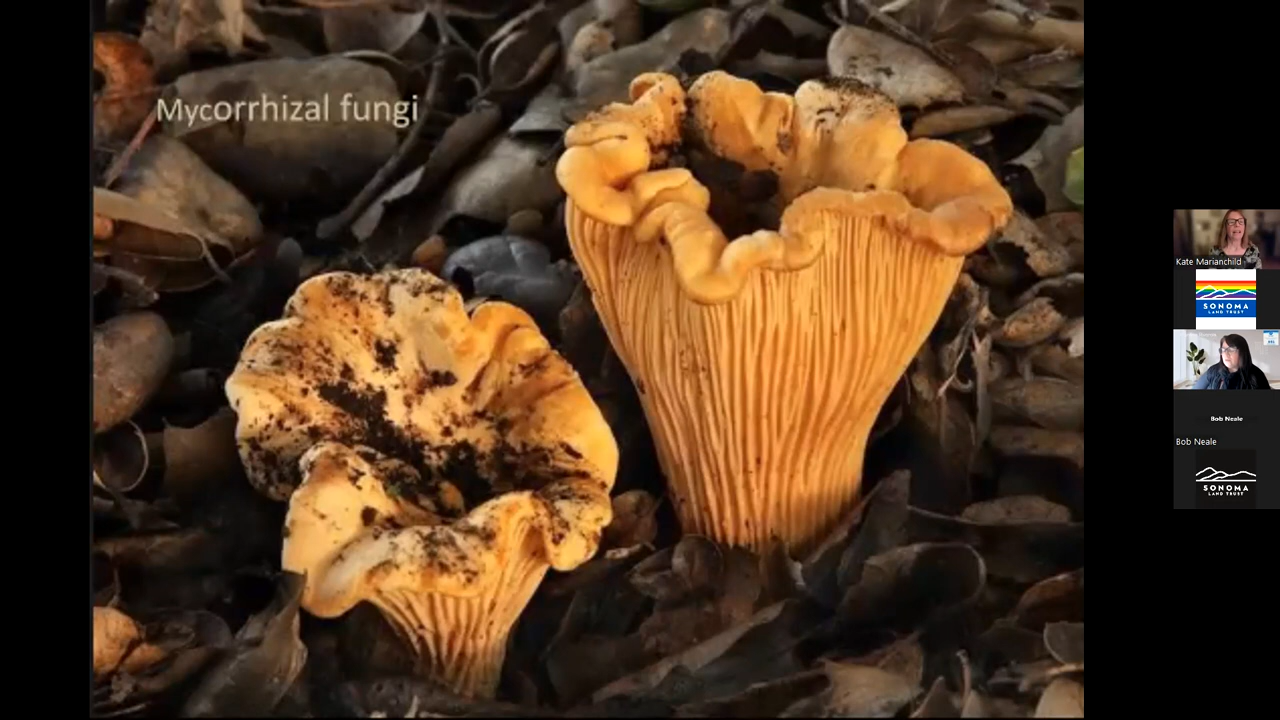 Mycorrhizal fungi
Kate Marianchild
SONOMA
LAND TRUST
Bob Neale
Bob Neale
SONOMA
LAND TRUST